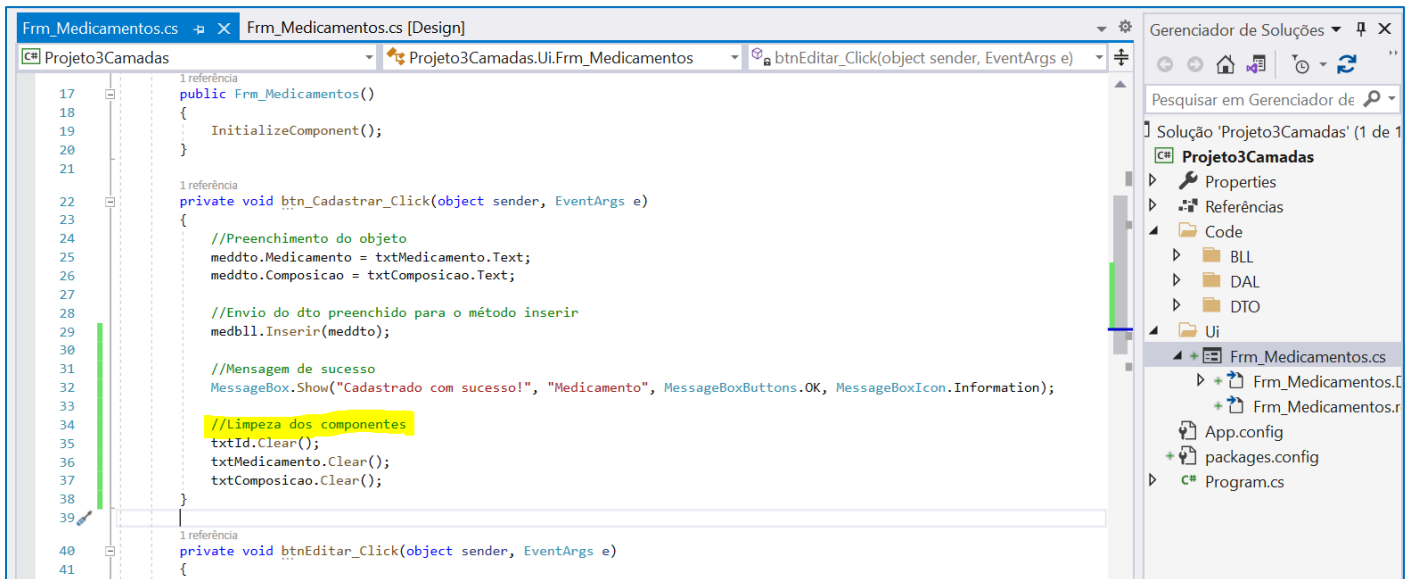 Frm_Medicamentos.cs
Frm_Medicamentos.cs [Design]
C# Projeto3Camadas
Projeto3Camadas.Ui.Frm_Medicamentos
btnEditar_Click(object sender, EventArgs e)
1 referência
17 public Frm_Medicamentos()
18 {
19 InitializeComponent();
20 }
21
1 referência
22 private void btn_Cadastrar_Click(object sender, EventArgs e)
23 {
24 //Preenchimento do objeto
25 meddto.Medicamento = txtMedicamento.Text;
26 meddto.Composicao = txtComposicao.Text;
27
28 //Envio do dto preenchido para o método inserir
29 medbll.Inserir(meddto);
30
31 //Mensagem de sucesso
32 MessageBox.Show("Cadastrado com sucesso!", "Medicamento", MessageBoxButtons.OK, MessageBoxIcon.Information);
33
34 //Limpeza dos componentes
35 txtId.Clear();
36 txtMedicamento.Clear();
37 txtComposicao.Clear();
38 }
39
1 referência
40 private void btnEditar_Click(object sender, EventArgs e)
41 {
Gerenciador de Soluções
Pesquisar em Gerenciador de
Solução 'Projeto3Camadas' (1 de 1
C# Projeto3Camadas
Properties
Referências
Code
BLL
DAL
DTO
Ui
Frm_Medicamentos.cs
Frm_Medicamentos.D
Frm_Medicamentos.r
App.config
packages.config
C# Program.cs